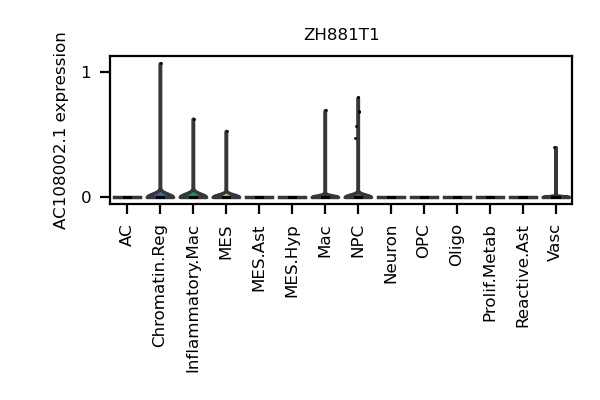 ZH881T1
AC108002.1 expression
1
0
AC
Chromatin.Reg
Inflammatory.Mac
MES
MES.Ast
MES.Hyp
Mac
NPC
Neuron
OPC
Oligo
Prolif.Metab
Reactive.Ast
Vasc